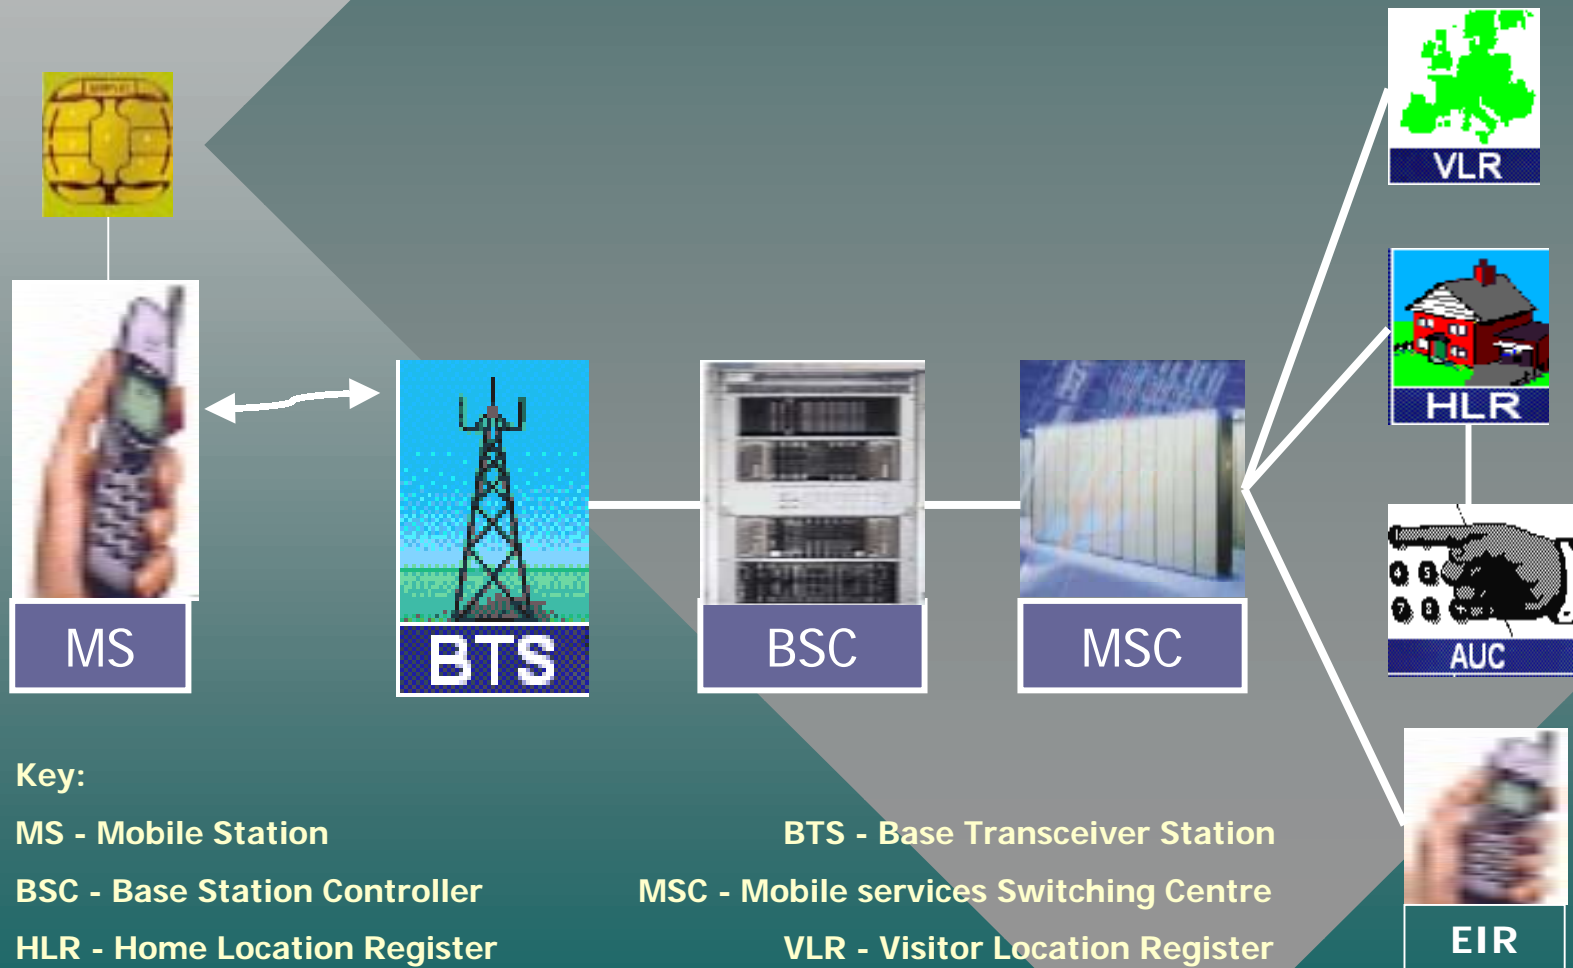 VLR
HLR
AUC
MS
BTS
BSC
MSC
EIR
Key:
MS - Mobile Station
BTS - Base Transceiver Station
BSC - Base Station Controller
MSC - Mobile services Switching Centre
HLR - Home Location Register
VLR - Visitor Location Register